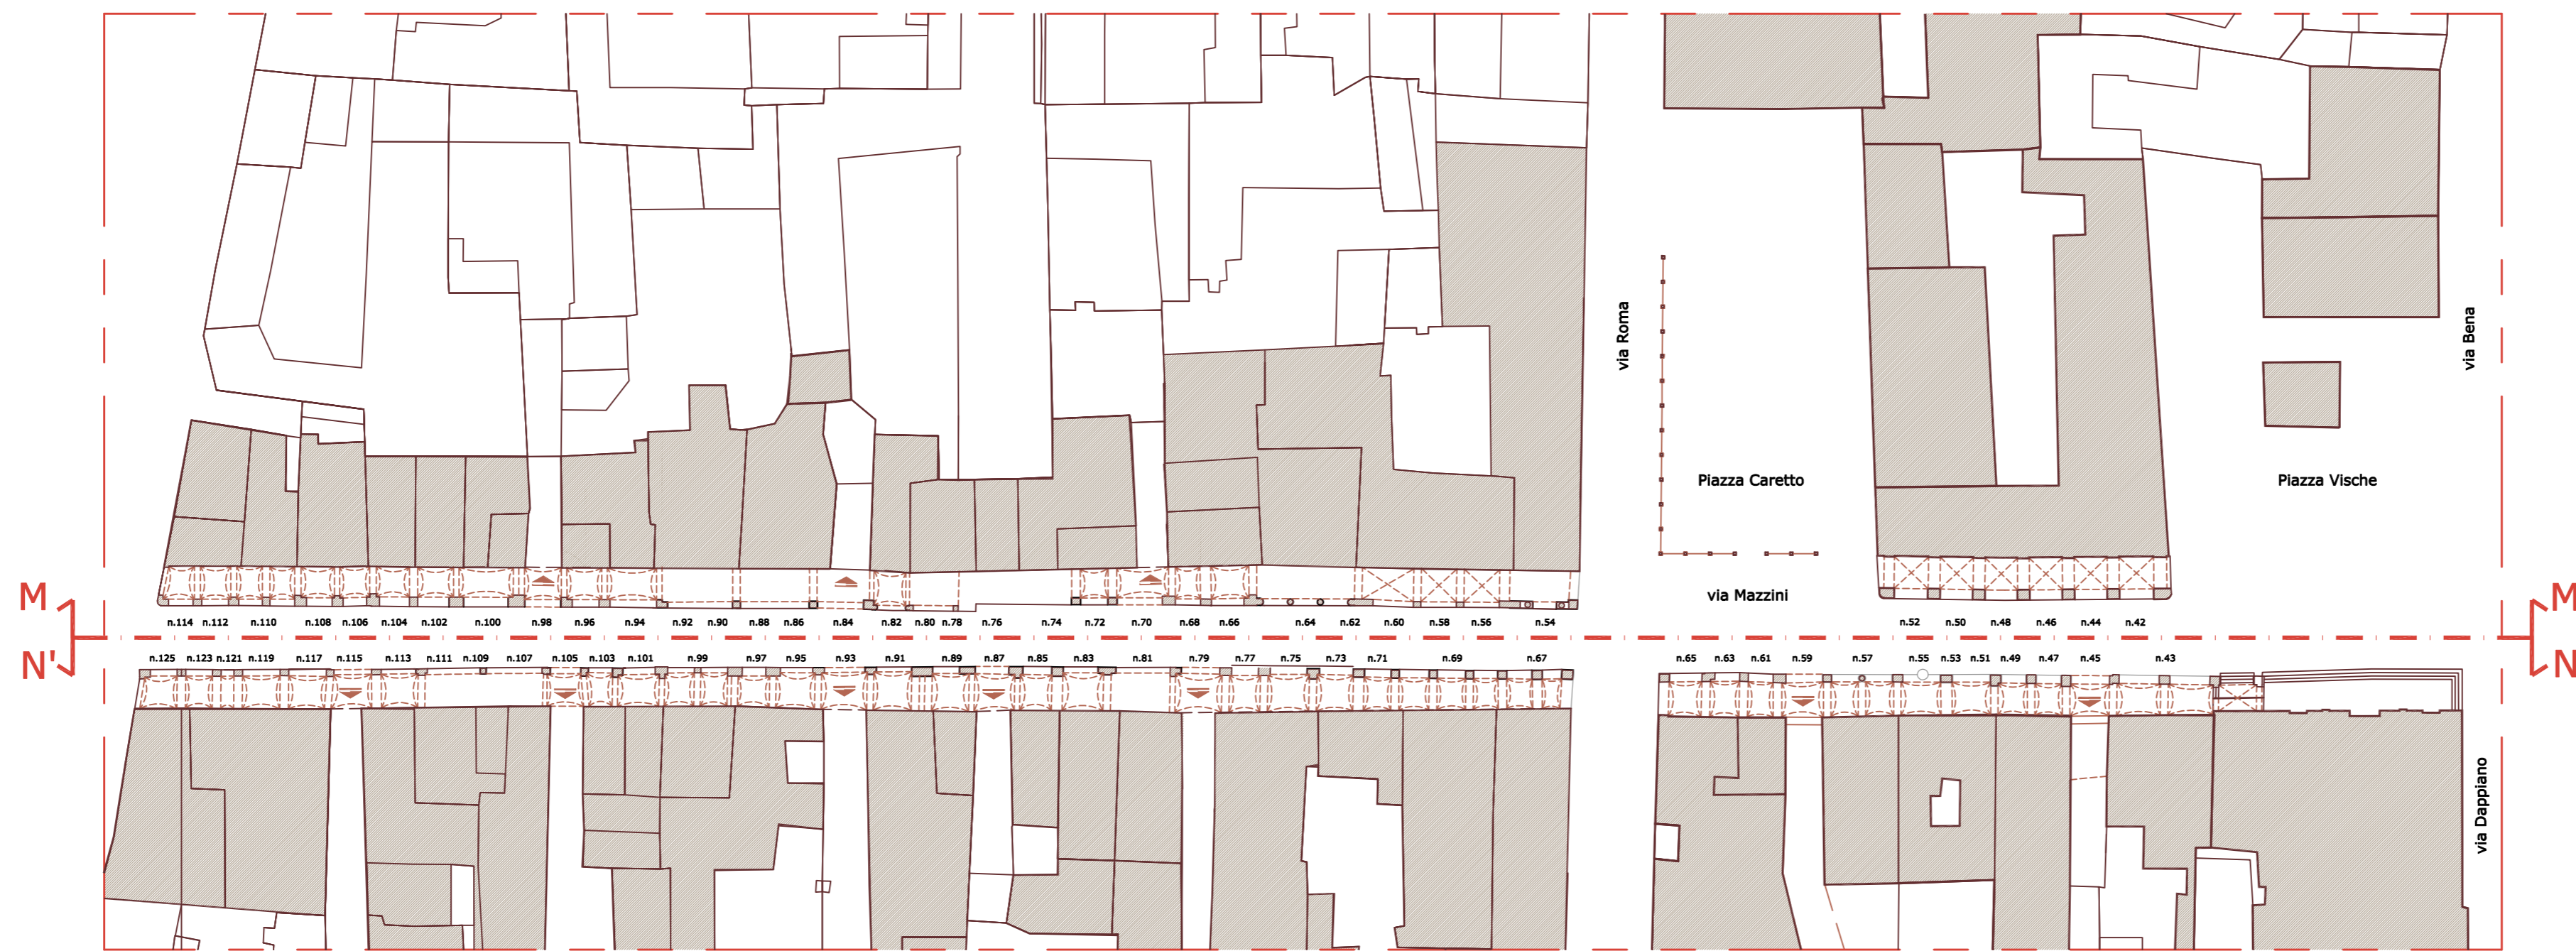 via Roma
via Bena
Piazza Caretto
Piazza Vische
via Mazzini
M
M
n.114 n.112 n.110 n.108 n.106 n.104 n.102 n.100 n.98 n.96 n.94 n.92 n.90 n.88 n.86 n.84 n.82 n.80 n.78 n.76 n.74 n.72 n.70 n.68 n.66 n.64 n.62 n.60 n.58 n.56 n.54 n.52 n.50 n.48 n.46 n.44 n.42
N'
N
n.125 n.123 n.121 n.119 n.117 n.115 n.113 n.111 n.109 n.107 n.105 n.103 n.101 n.99 n.97 n.95 n.93 n.91 n.89 n.87 n.85 n.83 n.81 n.79 n.77 n.75 n.73 n.71 n.69 n.67 n.65 n.63 n.61 n.59 n.57 n.55 n.53 n.51 n.49 n.47 n.45 n.43
via Dappiano